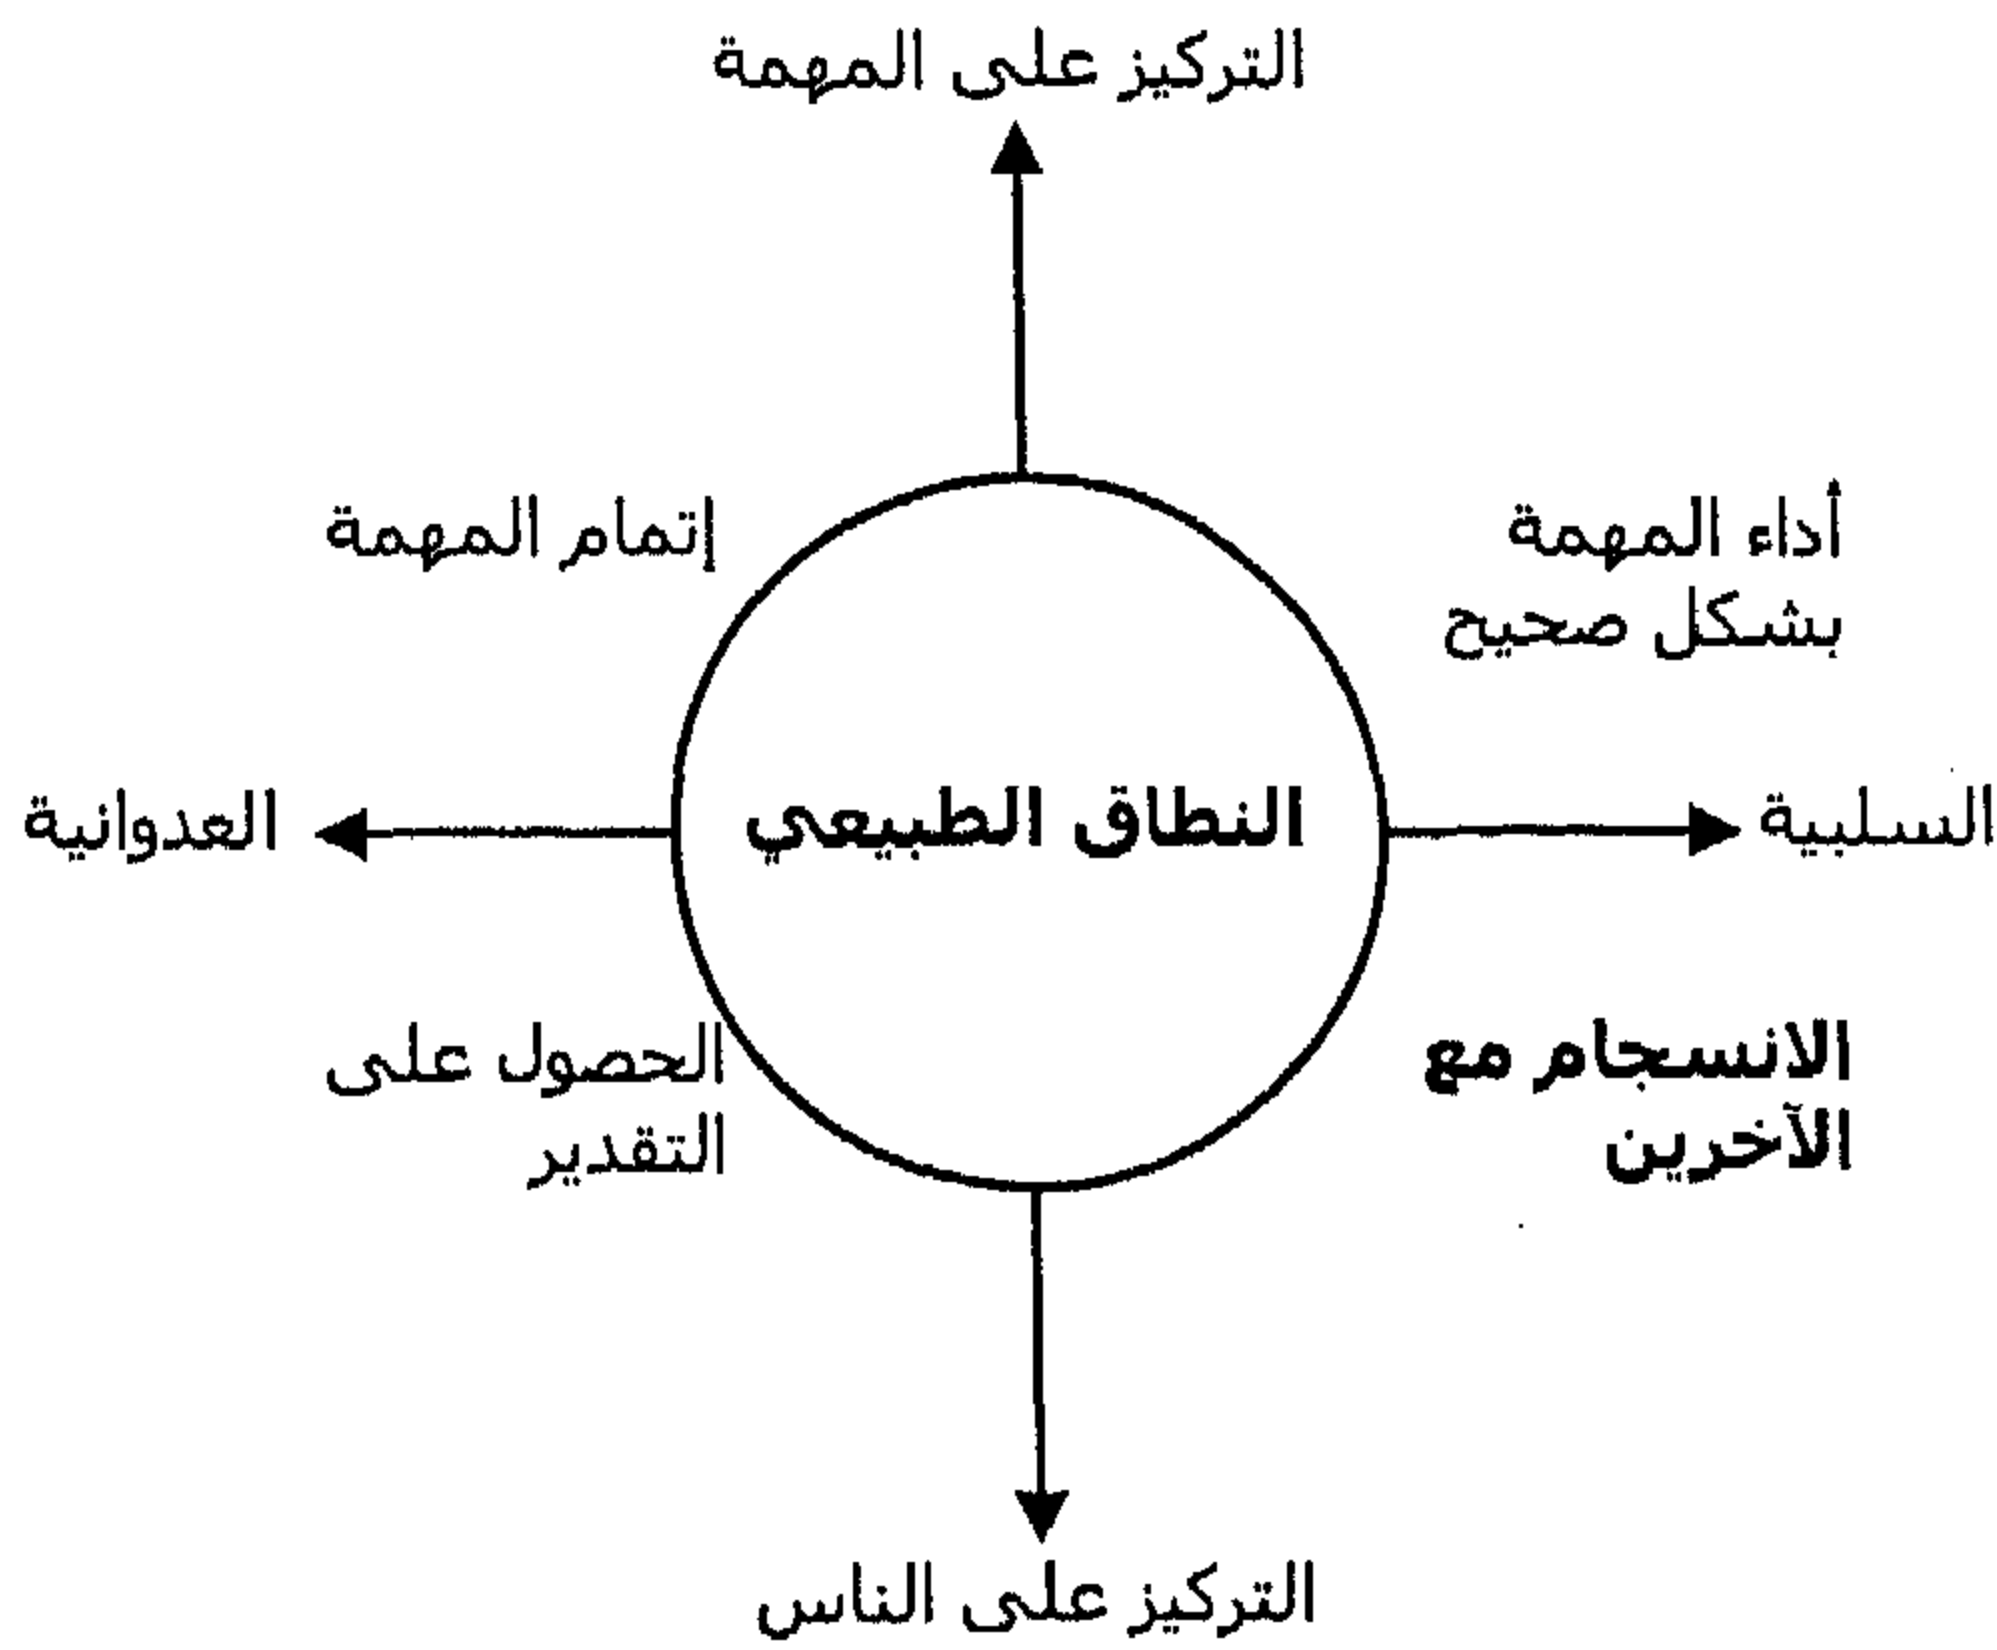 التركيز على المهمة
أداء المهمة
بشكل صحيح
إتمام المهمة
السلبية
النطاق الطبيعي
العدوانية
الانسجام مع
الآخرين
الحصول على
التقدير
التركيز على الناس